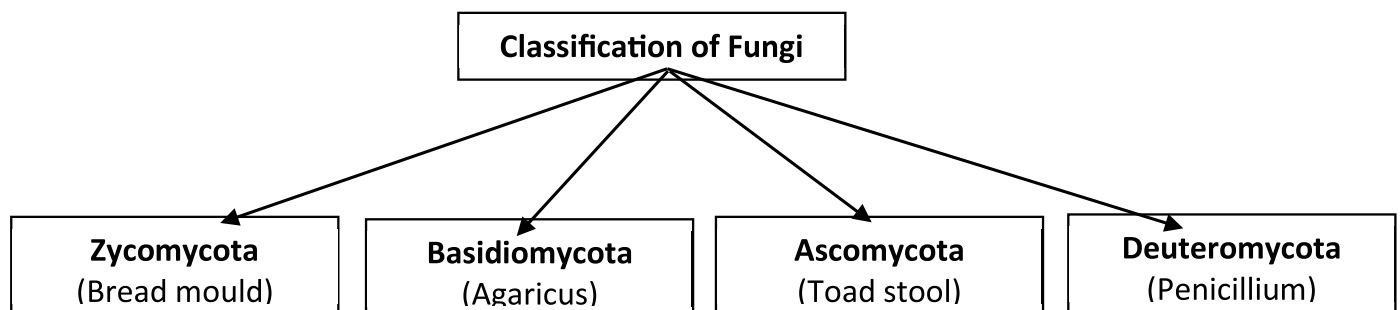 Classification of Fungi
Zycomycota
(Bread mould)
Basidiomycota
(Agaricus)
Ascomycota
(Toad stool)
Deuteromycota
(Penicillium)